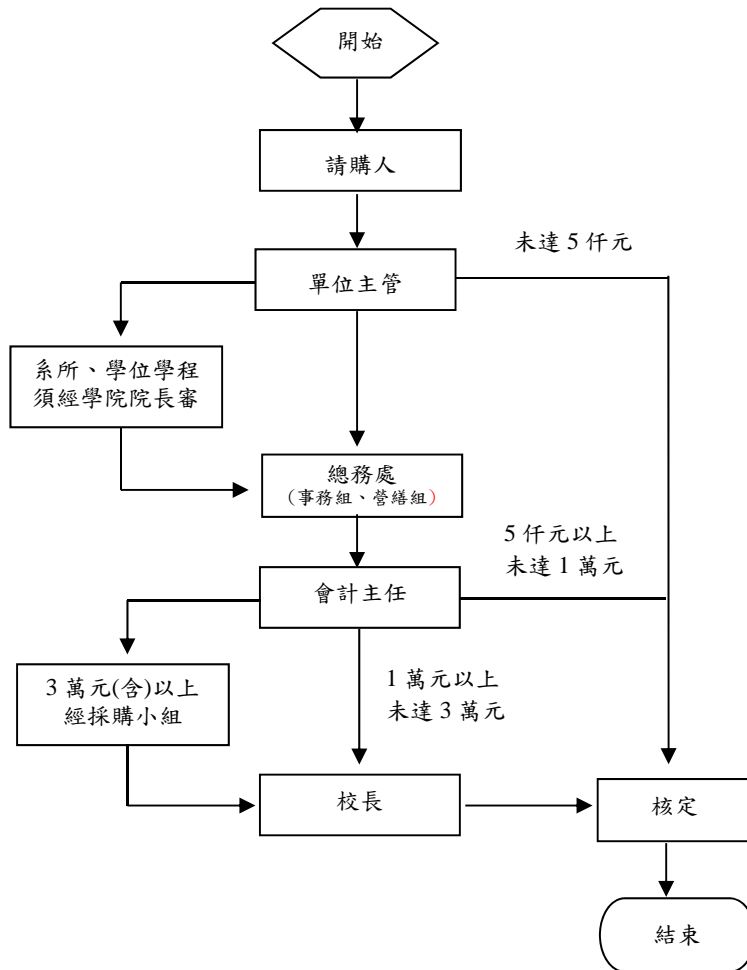 開始
請購人
未達 5 仟元
單位主管
系所、學位學程
須經學院院長審
總務處
（事務組、營繕組）
5 仟元以上
未達 1 萬元
會計主任
3 萬元(含)以上
經採購小組
1 萬元以上
未達 3 萬元
校長
核定
結束